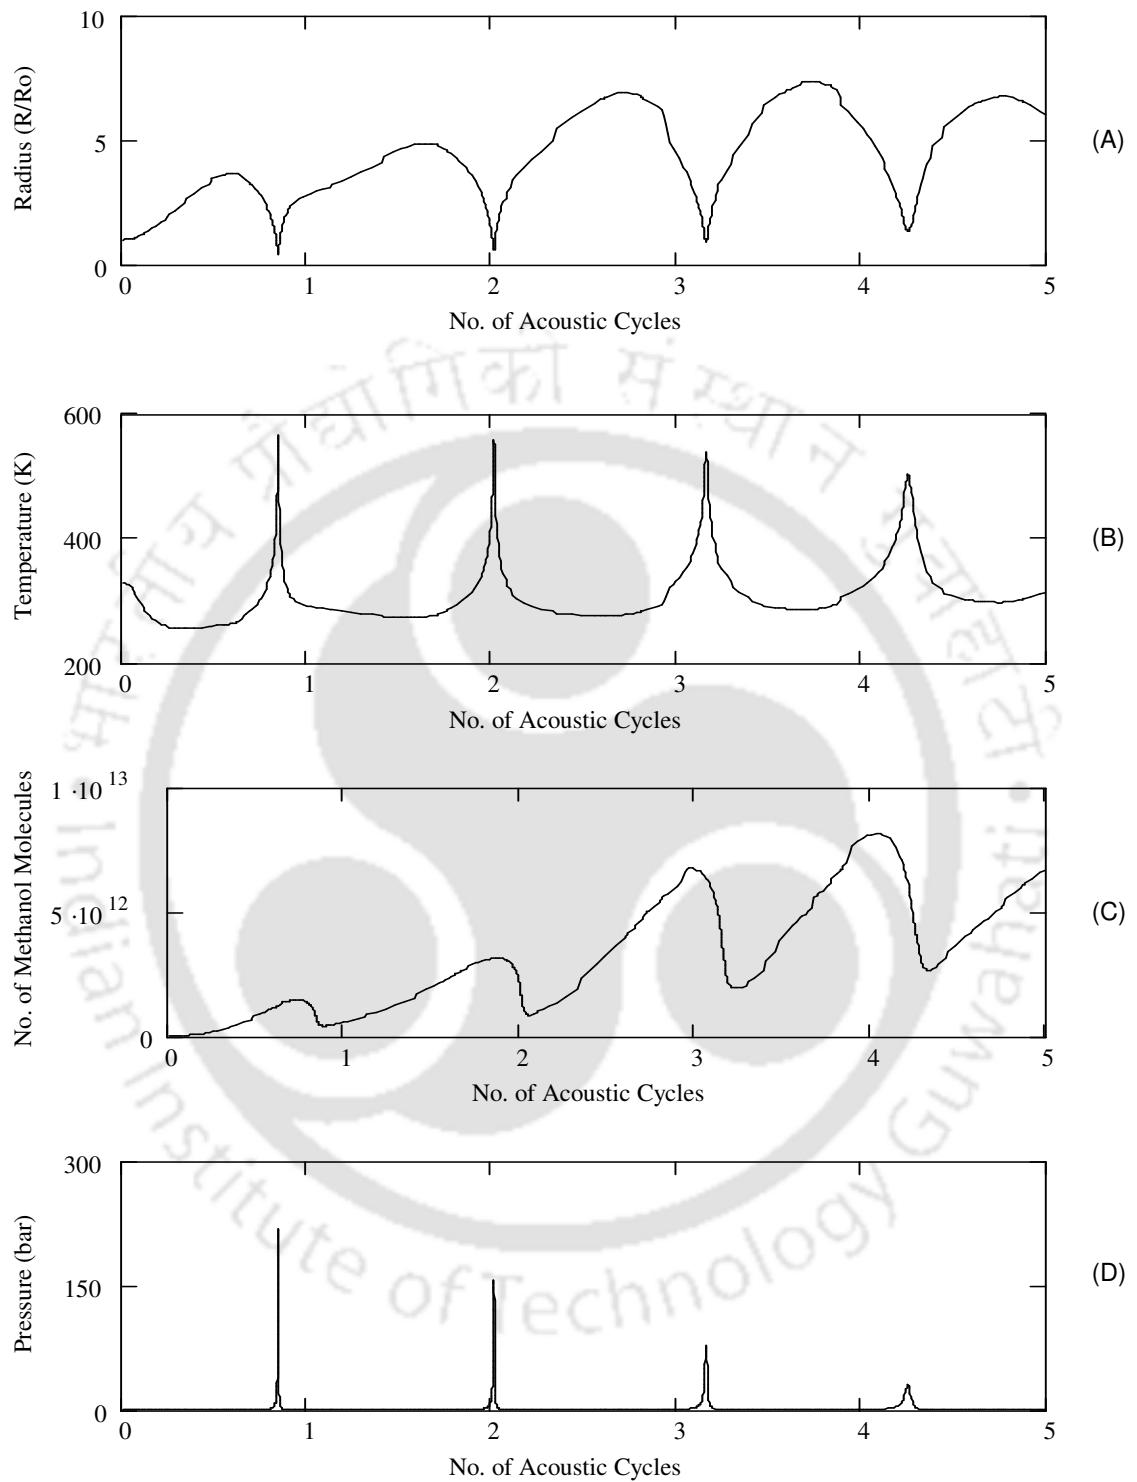 10
5
0
Radius (R/Ro)
(A)
0 1 2 3 4 5
No. of Acoustic Cycles
600
400
200
Temperature (K)
(B)
0 1 2 3 4 5
No. of Acoustic Cycles
1 ·10 13
5 ·10 12
0
No. of Methanol Molecules
(C)
0 1 2 3 4 5
No. of Acoustic Cycles
300
150
0
Pressure (bar)
(D)
0 1 2 3 4 5
No. of Acoustic Cycles
Indian Institute of Technology Guwahati